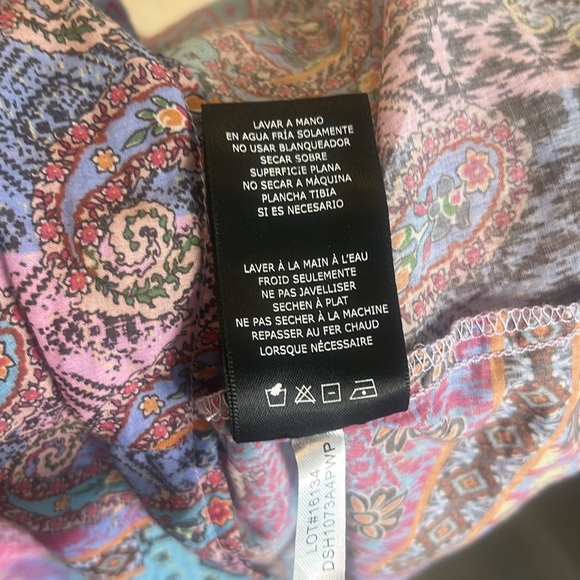 LAVAR A MANO
EN AGUA FRÍA SOLAMENTE
NO USAR BLANQUEADOR
SECAR SOBRE
SUPERFICIE PLANA
NO SECAR A MÀQUINA
PLANCHA TIBIA
SI ES NECESARIO
LAVER À LA MAIN À L'EAU
FROID SEULEMENTE
NE PAS JAVELLISER
SECHEN À PLAT
NE PAS SECHER À LA MACHINE
REPASSER AU FER CHAUD
LORSQUE NÉCESSAIRE
LOT#16134
DSH1073A4PWP